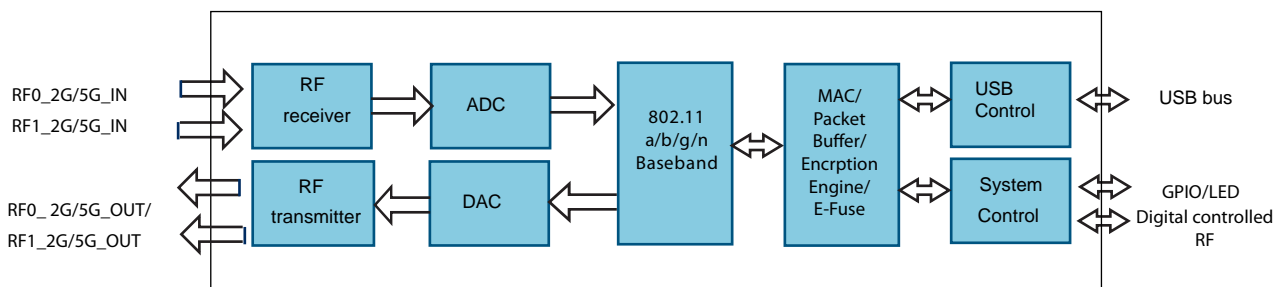 RF0_2G/5G_IN
RF1_2G/5G_IN
RF0_ 2G/5G_OUT/
RF1_2G/5G_OUT
RF
receiver
ADC
RF
transmitter
DAC
802.11
a/b/g/n
Baseband
MAC/
Packet
Buffer/
Encrption
Engine/
E-Fuse
USB
Control
System
Control
USB bus
GPIO/LED
Digital controlled
RF